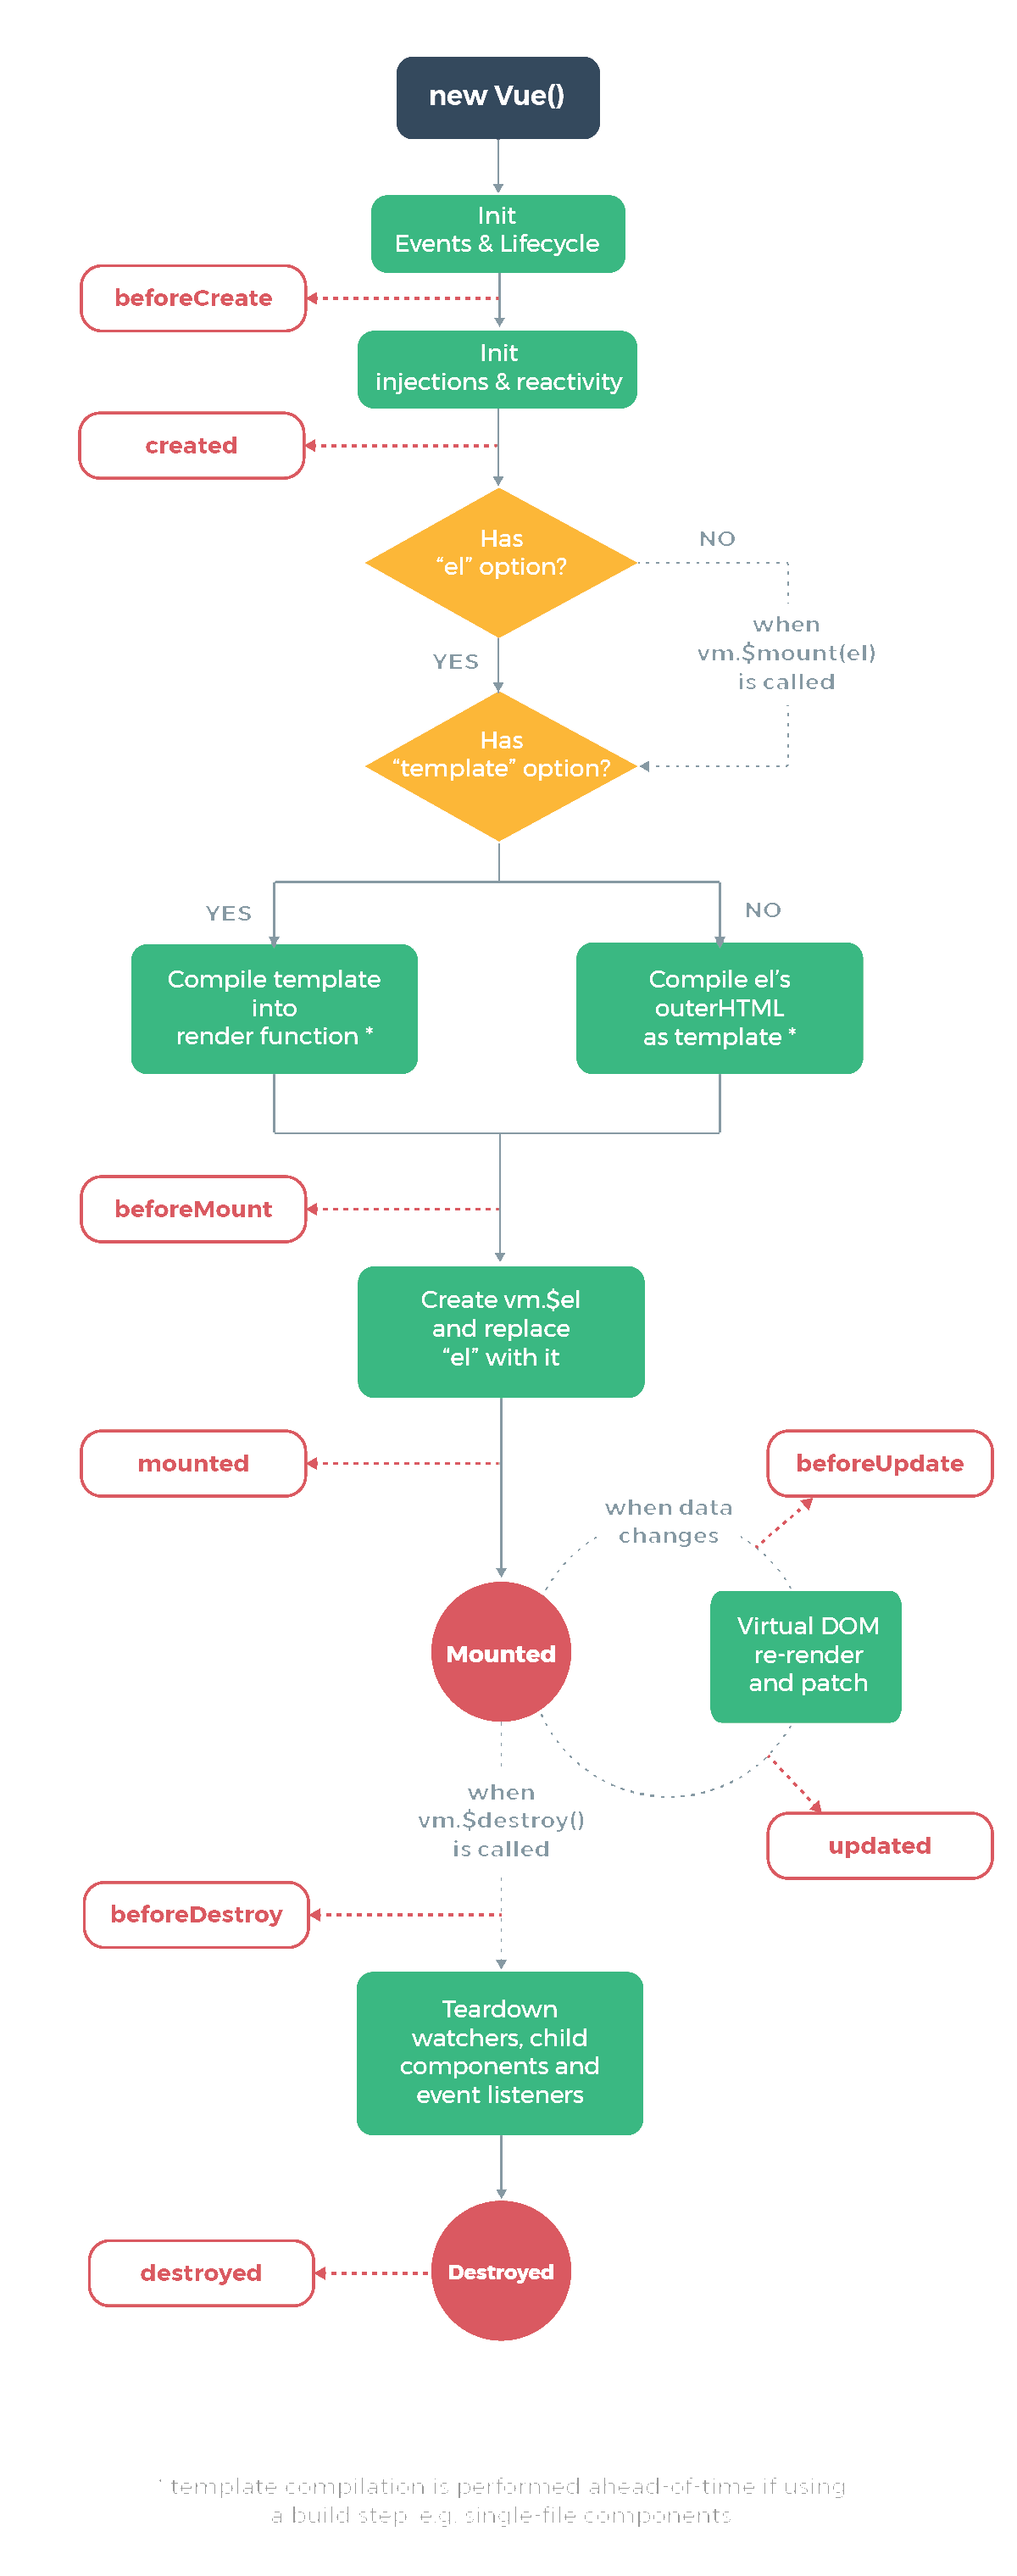 new Vue()
Init
Events & Lifecycle
beforeCreate
Init
injections & reactivity
created
Has
“el” option?
NO
when
vm.$mount(el)
is called
YES
Has
“template” option?
YES
NO
Compile template
into
render function *
Compile el’s
outerHTML
as template *
beforeMount
Create vm.$el
and replace
“el” with it
mounted
beforeUpdate
when data
changes
Mounted
Virtual DOM
re-render
and patch
when
vm.$destroy()
is called
updated
beforeDestroy
Teardown
watchers, child
components and
event listeners
destroyed
Destroyed
* template compilation is performed ahead-of-time if using
a build step, e.g. single-file components